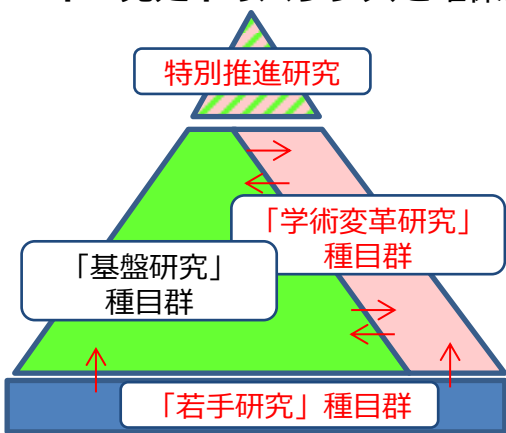 特別推進研究
「学術変革研究」
種目群
「基盤研究」
種目群
「若手研究」種目群